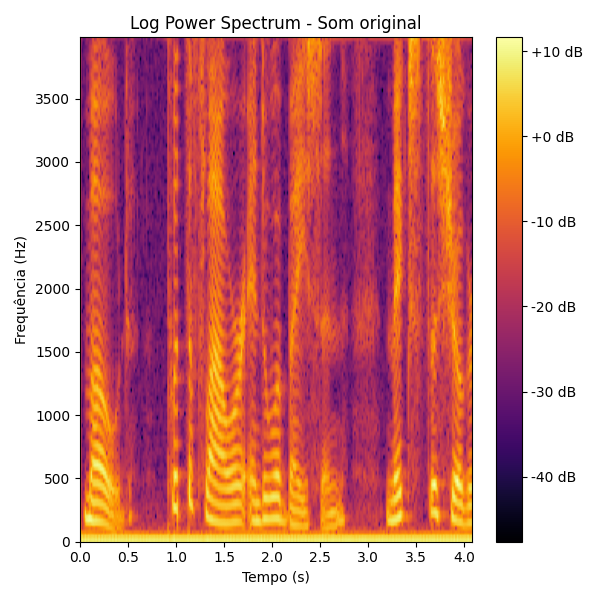 Log Power Spectrum - Som original
Frequência (Hz)
3500
3000
2500
2000
1500
1000
500
0
0.0 0.5 1.0 1.5 2.0 2.5 3.0 3.5 4.0
Tempo (s)
+10 dB
+0 dB
-10 dB
-20 dB
-30 dB
-40 dB